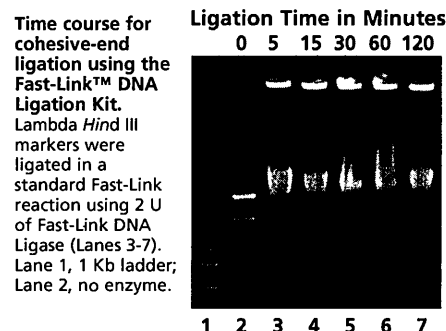 Time course for
cohesive-end
ligation using the
Fast-Link™ DNA
Ligation Kit.
Lambda Hind III
markers were
ligated in a
standard Fast-Link
reaction using 2 U
of Fast-Link DNA
Ligase (Lanes 3-7).
Lane 1, 1 Kb ladder;
Lane 2, no enzyme.
Ligation Time in Minutes
0 5 15 30 60 120
1 2 3 4 5 6 7